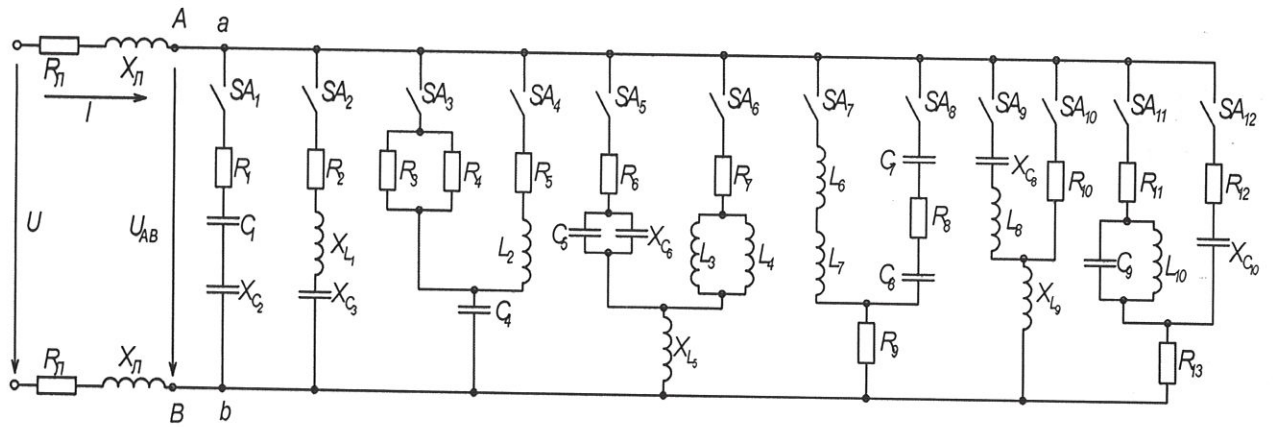 A a
R_Л X_Л
I
U
U_AB
SA₁ SA₂ SA₃ SA₄ SA₅ SA₆ SA₇ SA₈ SA₉ SA₁₀ SA₁₁ SA₁₂
R₁ R₂ R₃ R₄ R₅ R₆ R₇ L₆ C₇ X_C₈ R₁₀ R₁₁ R₁₂
C₁ X_L₁ L₂ C₅ X_C₆ L₃ L₄ L₇ R₈ L₈ C₉ L₁₀ X_C₁₀
X_C₂ X_C₃ C₄ X_L₅ R₉ C₈ X_L₉ R₁₃
R_Л X_Л
B b